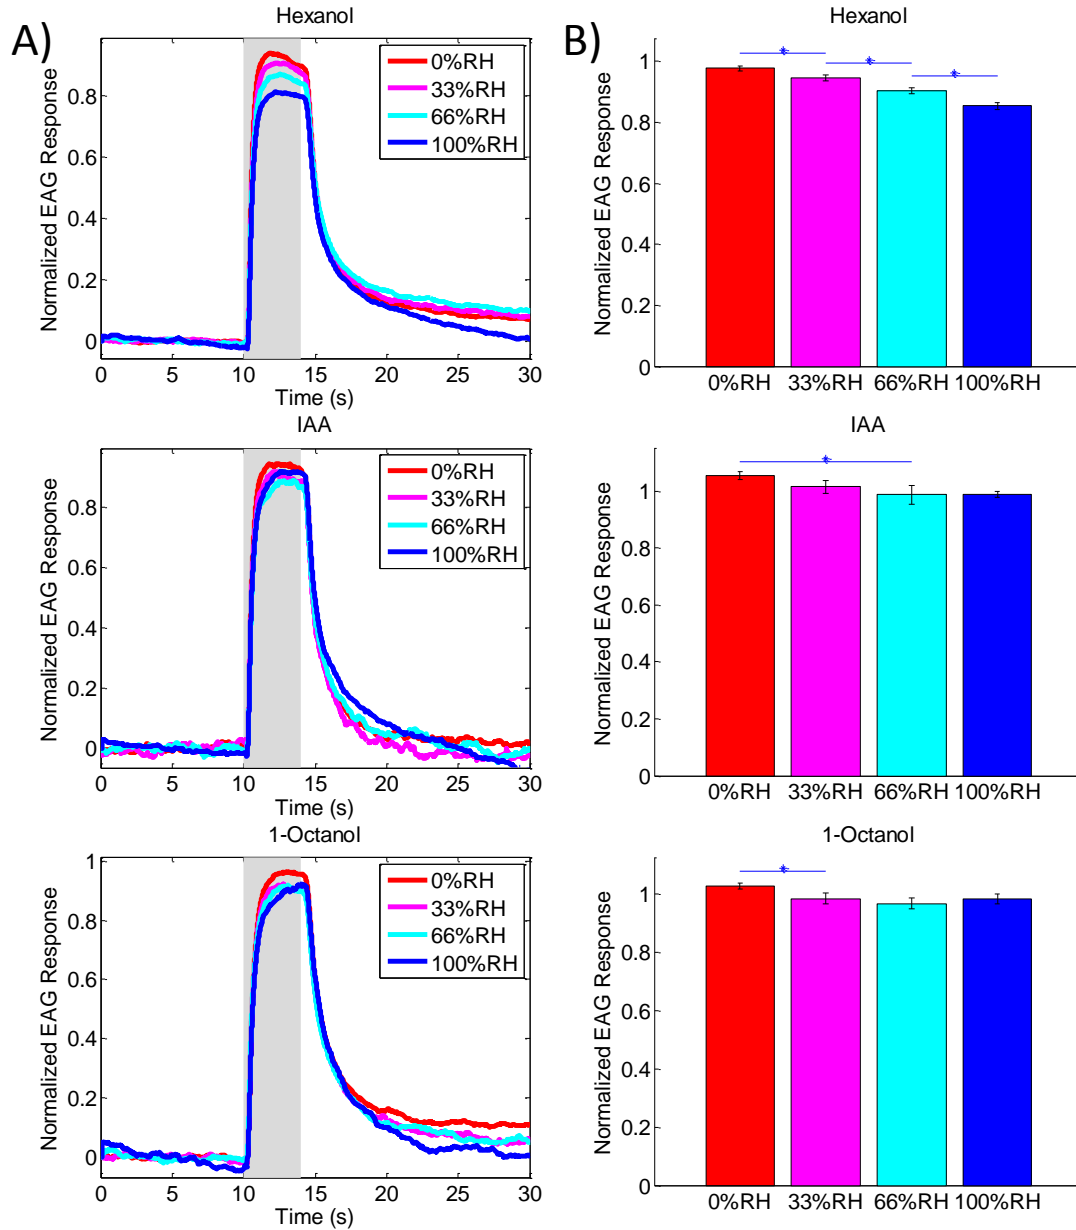 A)
Hexanol
Normalized EAG Response
1
0.8
0.6
0.4
0.2
0
0%RH
33%RH
66%RH
100%RH
0 5 10 15 20 25 30
Time (s)
IAA
Normalized EAG Response
0.8
0.6
0.4
0.2
0
0%RH
33%RH
66%RH
100%RH
0 5 10 15 20 25 30
Time (s)
1-Octanol
Normalized EAG Response
1
0.8
0.6
0.4
0.2
0
0%RH
33%RH
66%RH
100%RH
0 5 10 15 20 25 30
Time (s)
B)
Hexanol
Normalized EAG Response
1
0.8
0.6
0.4
0.2
0
0%RH 33%RH 66%RH 100%RH
IAA
Normalized EAG Response
1
0.8
0.6
0.4
0.2
0
0%RH 33%RH 66%RH 100%RH
1-Octanol
Normalized EAG Response
1
0.8
0.6
0.4
0.2
0
0%RH 33%RH 66%RH 100%RH